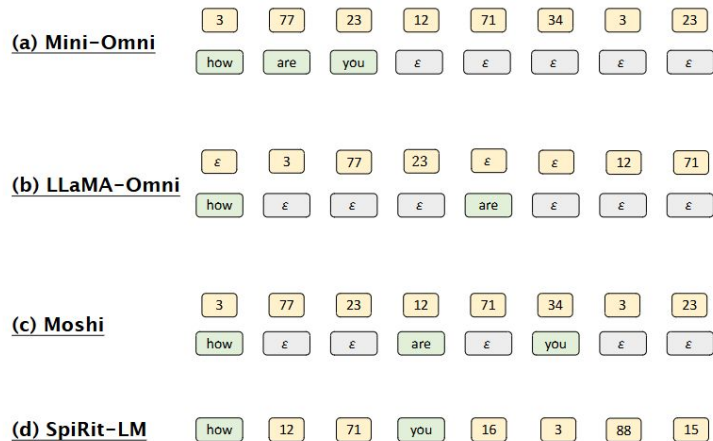 3 77 23 12 71 34 3 23
(a) Mini-Omni
how are you ε ε ε ε ε
ε 3 77 23 ε ε 12 71
(b) LLaMA-Omni
how ε ε ε are ε ε ε
3 77 23 12 71 34 3 23
(c) Moshi
how ε ε are ε you ε ε
(d) SpiRit-LM how 12 71 you 16 3 88 15